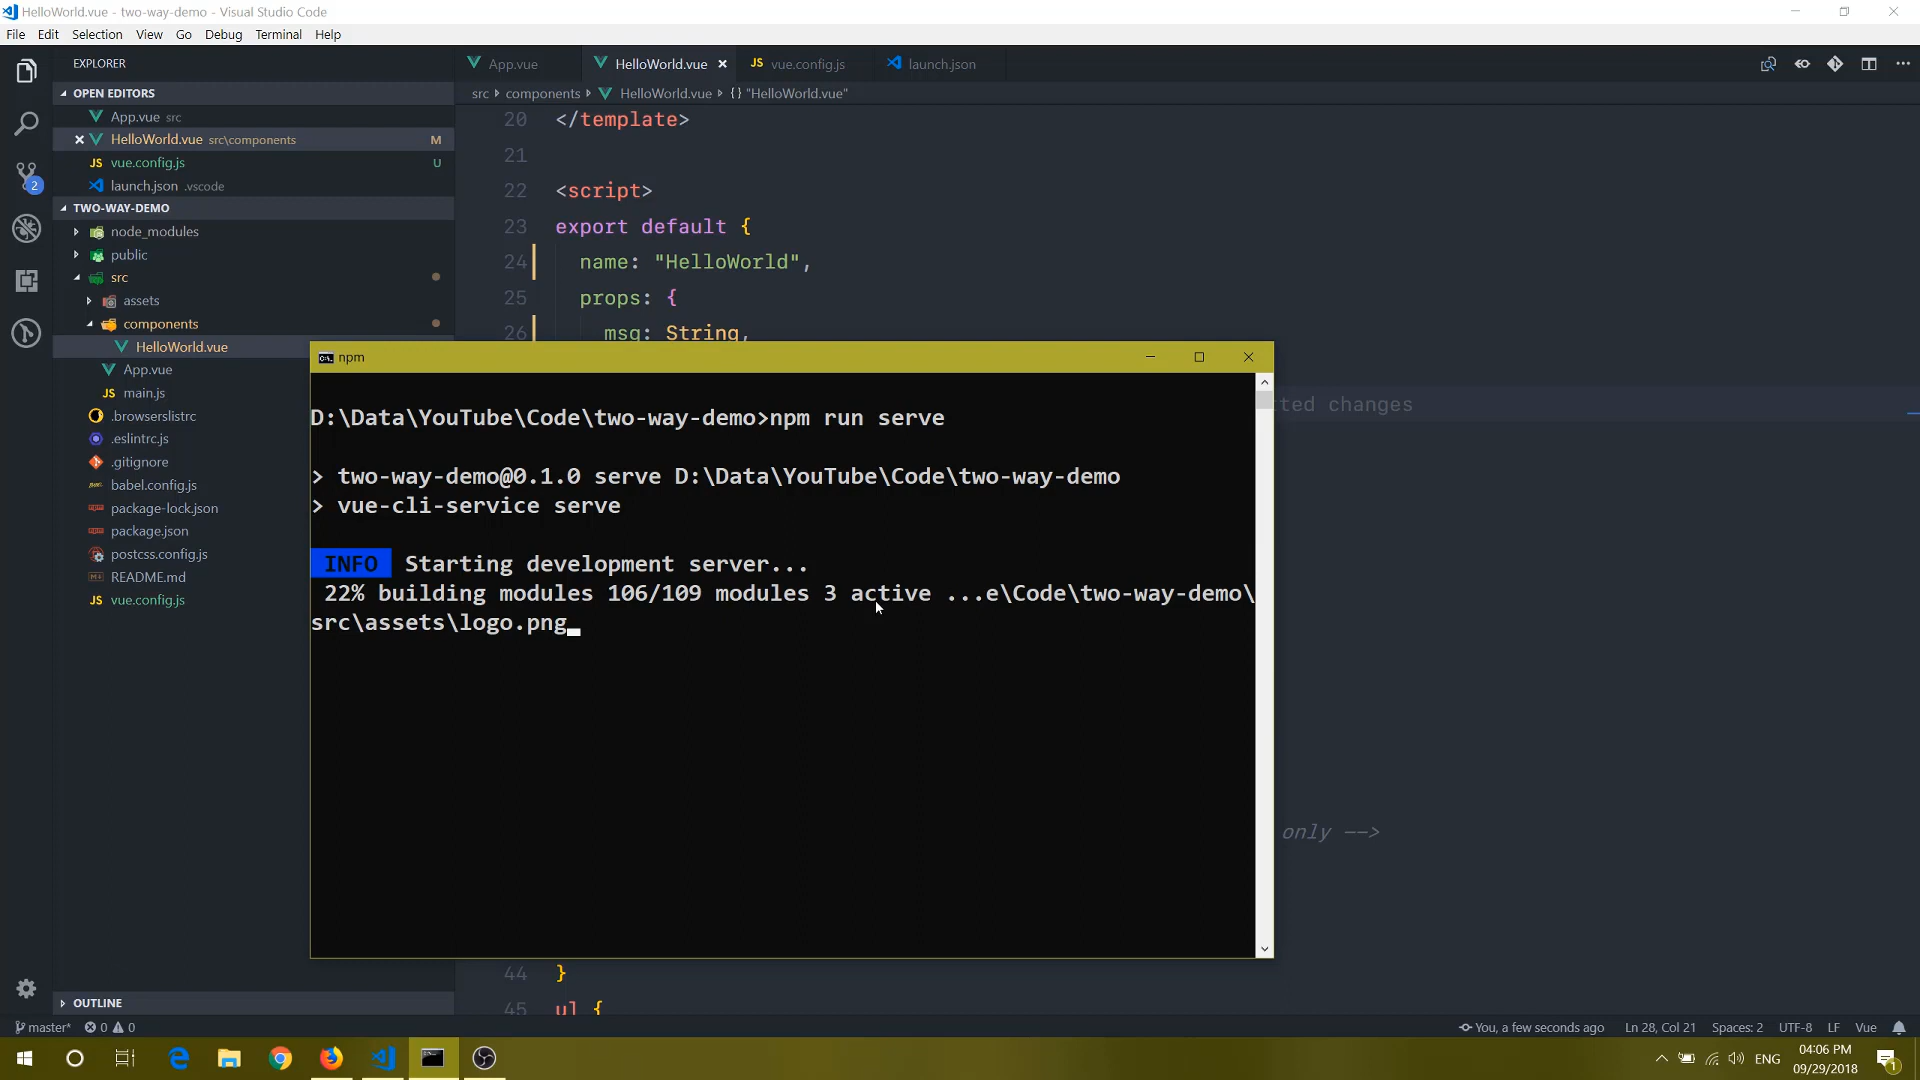 HelloWorld.vue - two-way-demo - Visual Studio Code
File Edit Selection View Go Debug Terminal Help
EXPLORER
OPEN EDITORS
App.vue src
HelloWorld.vue src\components M
vue.config.js U
launch.json .vscode
TWO-WAY-DEMO
node_modules
public
src
assets
components
HelloWorld.vue
App.vue
main.js
.browserslistrc
.eslintrc.js
.gitignore
babel.config.js
package-lock.json
package.json
postcss.config.js
README.md
vue.config.js
OUTLINE
App.vue HelloWorld.vue vue.config.js launch.json
src components HelloWorld.vue {} "HelloWorld.vue"
20 </template>
21
22 <script>
23 export default {
24 name: "HelloWorld",
25 props: {
26 msg: String,
ted changes
only -->
44 }
45 ul {
npm
D:\Data\YouTube\Code\two-way-demo>npm run serve
> two-way-demo@0.1.0 serve D:\Data\YouTube\Code\two-way-demo
> vue-cli-service serve
INFO Starting development server...
22% building modules 106/109 modules 3 active ...e\Code\two-way-demo\
src\assets\logo.png
master* 0 0
You, a few seconds ago Ln 28, Col 21 Spaces: 2 UTF-8 LF Vue
2
ENG
04:06 PM
09/29/2018
1